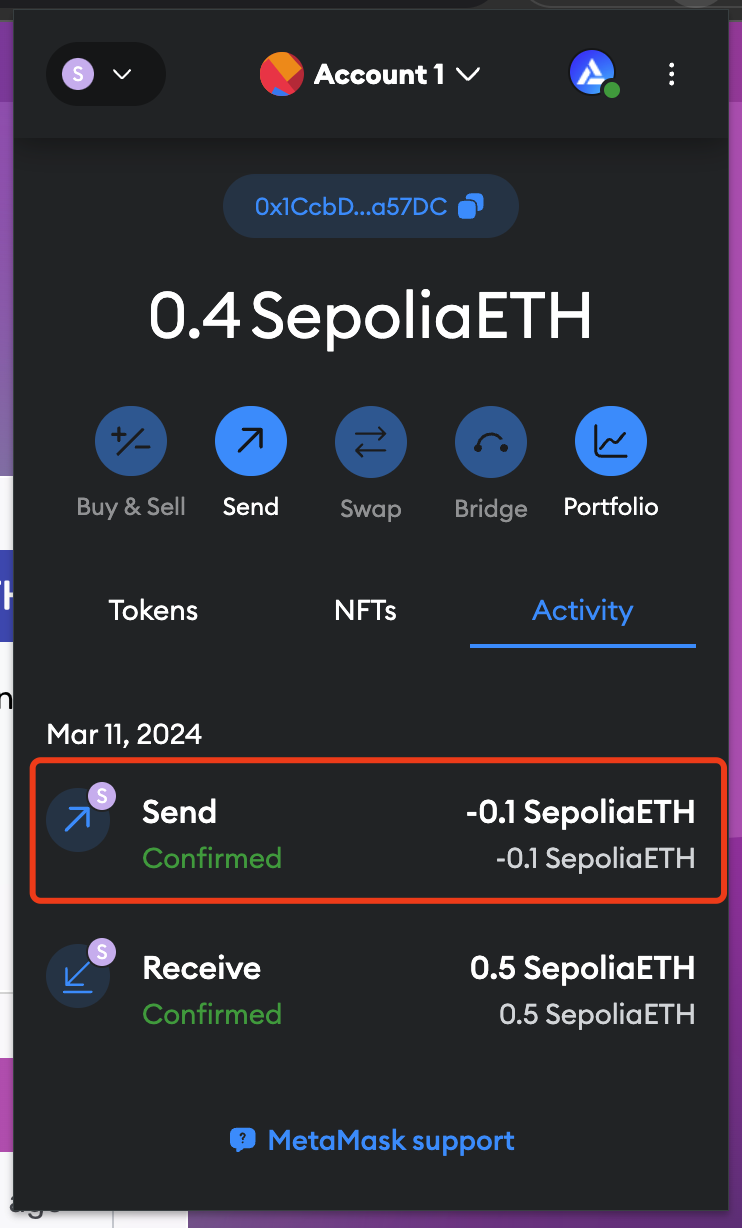 S
Account 1
0x1CcbD...a57DC
0.4 SepoliaETH
Buy & Sell Send Swap Bridge Portfolio
Tokens NFTs Activity
Mar 11, 2024
S
Send -0.1 SepoliaETH
Confirmed -0.1 SepoliaETH
S
Receive 0.5 SepoliaETH
Confirmed 0.5 SepoliaETH
? MetaMask support